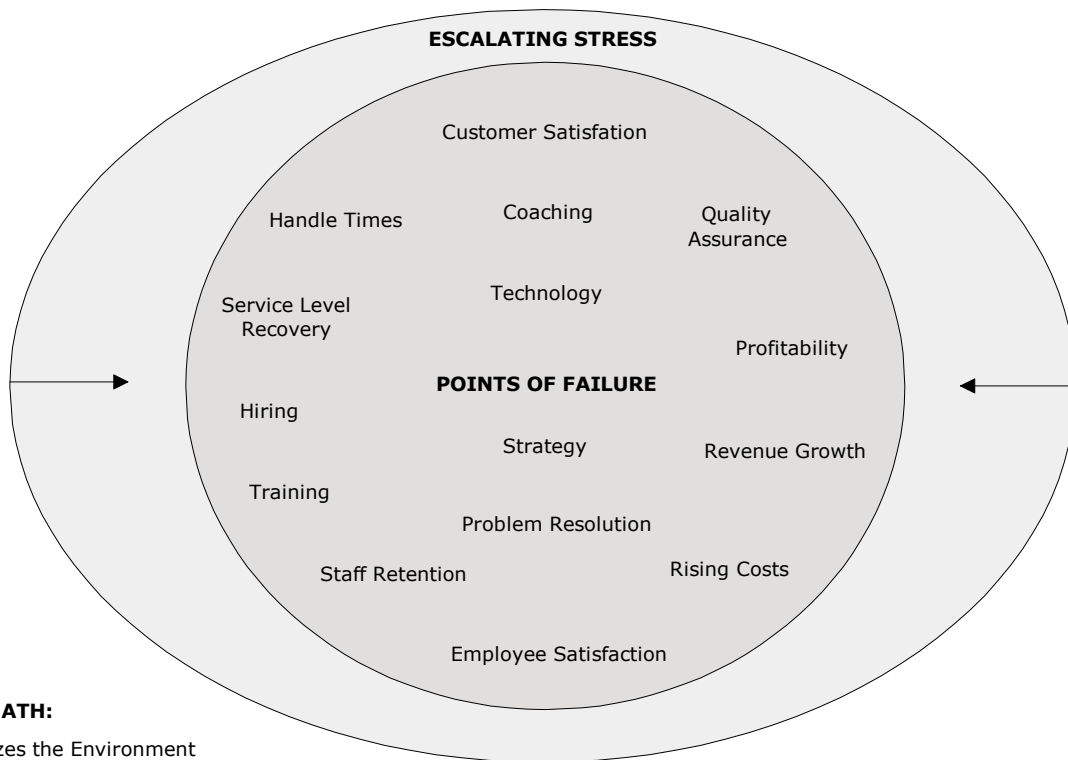 ESCALATING STRESS
Customer Satisfation
Handle Times
Coaching
Quality
Assurance
Service Level
Recovery
Technology
Profitability
POINTS OF FAILURE
Hiring
Strategy
Revenue Growth
Training
Problem Resolution
Staff Retention
Rising Costs
Employee Satisfaction
ATH:
zes the Environment